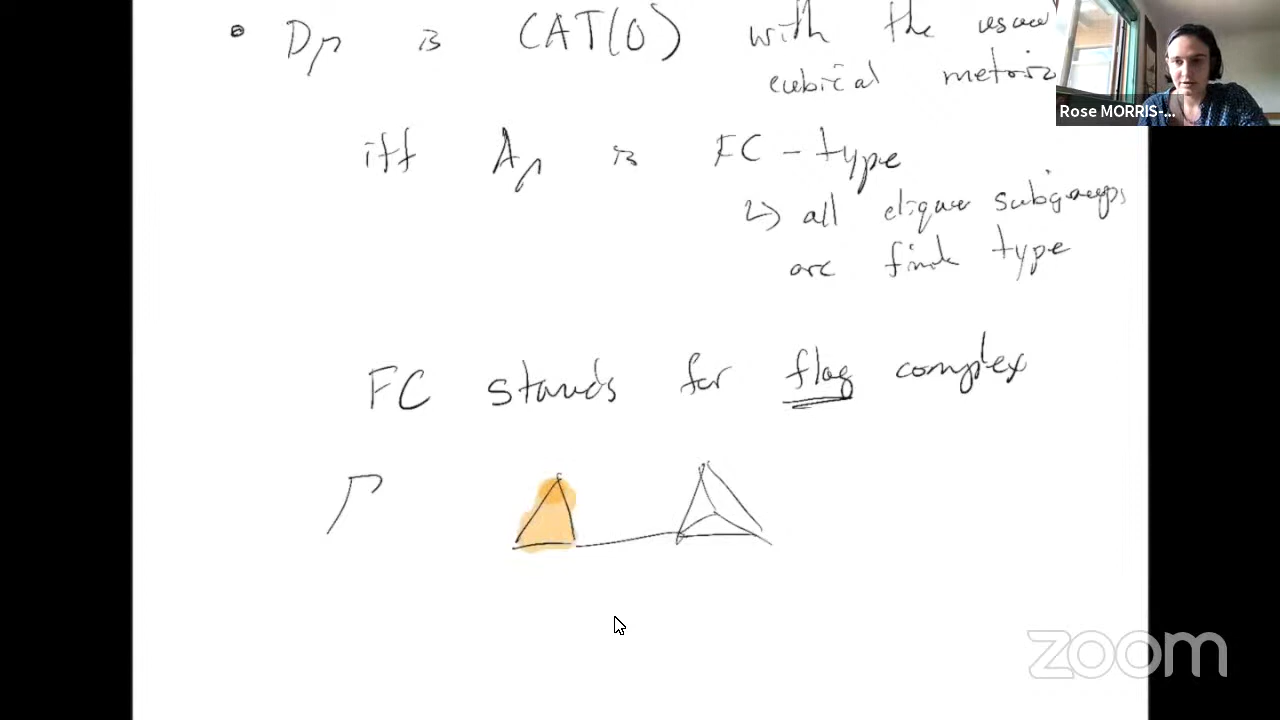 • D_Γ is CAT(0) with the usual
cubical metric
iff A_Γ is FC-type
↳ all clique subgroups
are finite type
FC stands for flag complex
Γ
Rose MORRIS-...
zoom